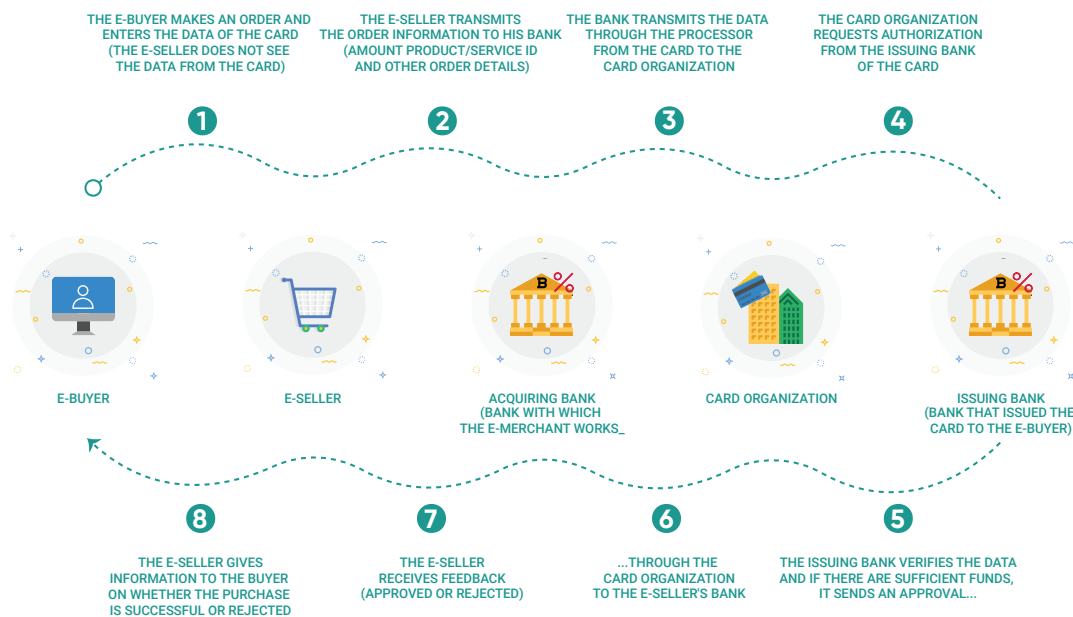 THE E-BUYER MAKES AN ORDER AND
ENTERS THE DATA OF THE CARD
(THE E-SELLER DOES NOT SEE
THE DATA FROM THE CARD)
THE E-SELLER TRANSMITS
THE ORDER INFORMATION TO HIS BANK
(AMOUNT PRODUCT/SERVICE ID
AND OTHER ORDER DETAILS)
THE BANK TRANSMITS THE DATA
THROUGH THE PROCESSOR
FROM THE CARD TO THE
CARD ORGANIZATION
THE CARD ORGANIZATION
REQUESTS AUTHORIZATION
FROM THE ISSUING BANK
OF THE CARD
1
2
3
4
B
B
E-BUYER
E-SELLER
ACQUIRING BANK
(BANK WITH WHICH
THE E-MERCHANT WORKS_
CARD ORGANIZATION
ISSUING BANK
(BANK THAT ISSUED THE
CARD TO THE E-BUYER)
8
7
6
5
THE E-SELLER GIVES
INFORMATION TO THE BUYER
ON WHETHER THE PURCHASE
IS SUCCESSFUL OR REJECTED
THE E-SELLER
RECEIVES FEEDBACK
(APPROVED OR REJECTED)
...THROUGH THE
CARD ORGANIZATION
TO THE E-SELLER'S BANK
THE ISSUING BANK VERIFIES THE DATA
AND IF THERE ARE SUFFICIENT FUNDS,
IT SENDS AN APPROVAL...